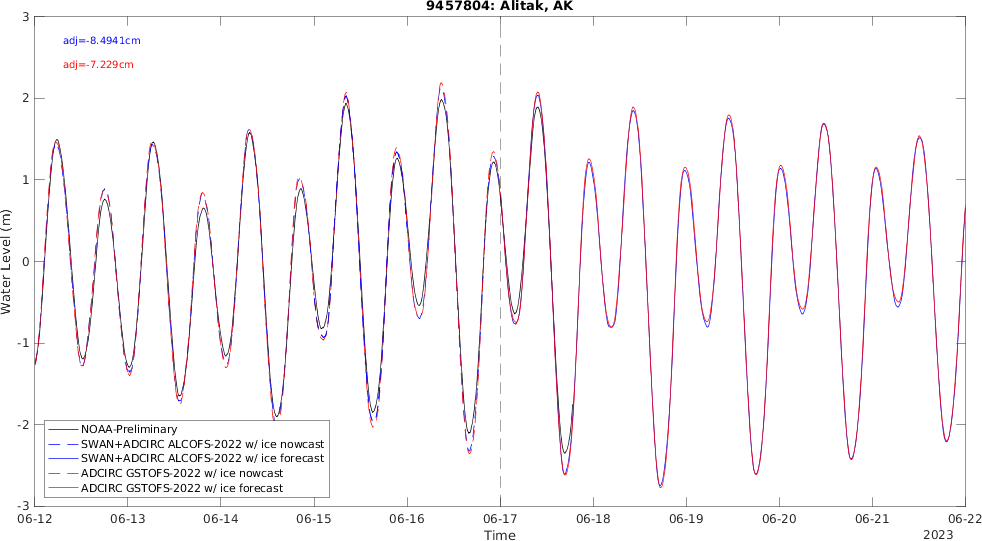 9457804: Alitak, AK
adj=-8.4941cm
adj=-7.229cm
3
2
1
0
-1
-2
-3
Water Level (m)
NOAA-Preliminary
SWAN+ADCIRC ALCOFS-2022 w/ ice nowcast
SWAN+ADCIRC ALCOFS-2022 w/ ice forecast
ADCIRC GSTOFS-2022 w/ ice nowcast
ADCIRC GSTOFS-2022 w/ ice forecast
06-12 06-13 06-14 06-15 06-16 06-17 06-18 06-19 06-20 06-21 06-22
Time
2023